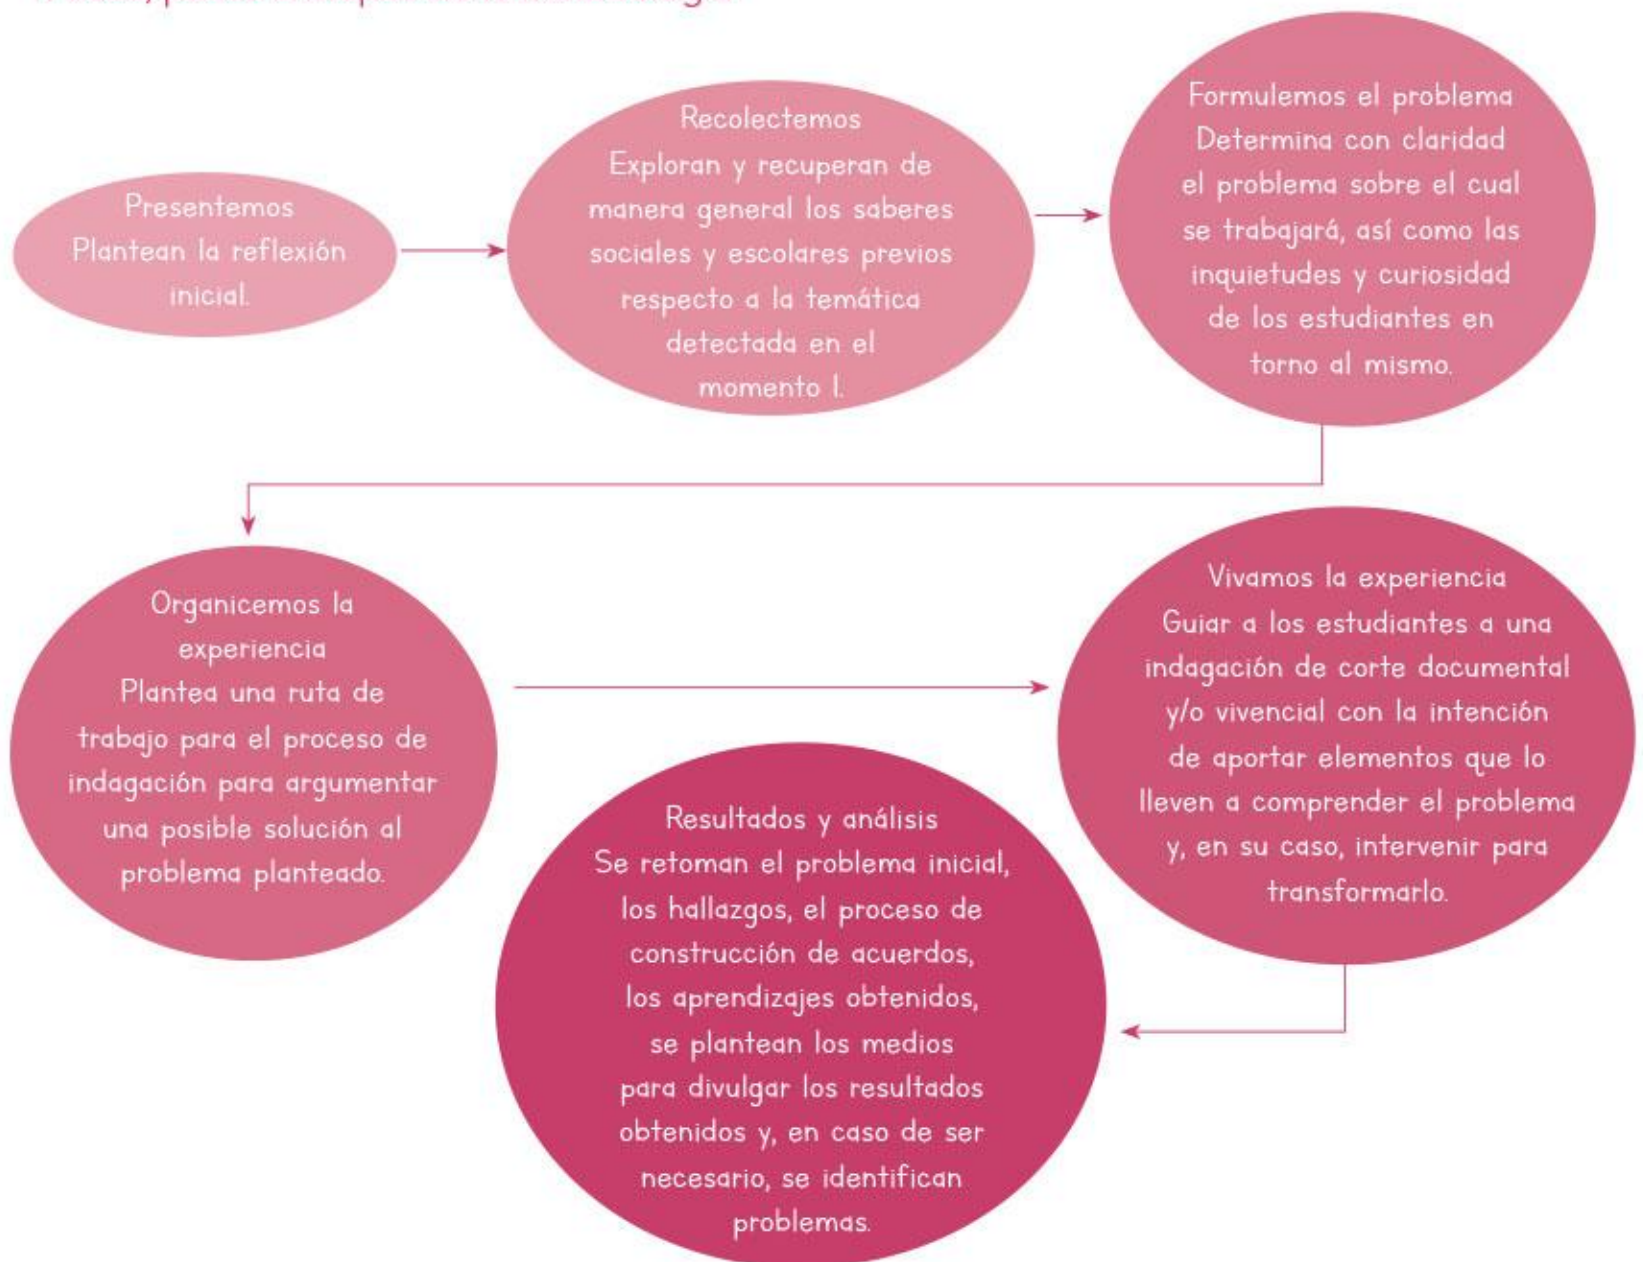 Presentemos
Plantean la reflexión
inicial.
Recolectemos
Exploran y recuperan de
manera general los saberes
sociales y escolares previos
respecto a la temática
detectada en el
momento 1.
Formulemos el problema
Determina con claridad
el problema sobre el cual
se trabajará, así como las
inquietudes y curiosidad
de los estudiantes en
torno al mismo.
Organicemos la
experiencia
Plantea una ruta de
trabajo para el proceso de
indagación para argumentar
una posible solución al
problema planteado.
Vivamos la experiencia
Guiar a los estudiantes a una
indagación de corte documental
y/o vivencial con la intención
de aportar elementos que lo
lleven a comprender el problema
y, en su caso, intervenir para
transformarlo.
Resultados y análisis
Se retoman el problema inicial,
los hallazgos, el proceso de
construcción de acuerdos,
los aprendizajes obtenidos,
se plantean los medios
para divulgar los resultados
obtenidos y, en caso de ser
necesario, se identifican
problemas.